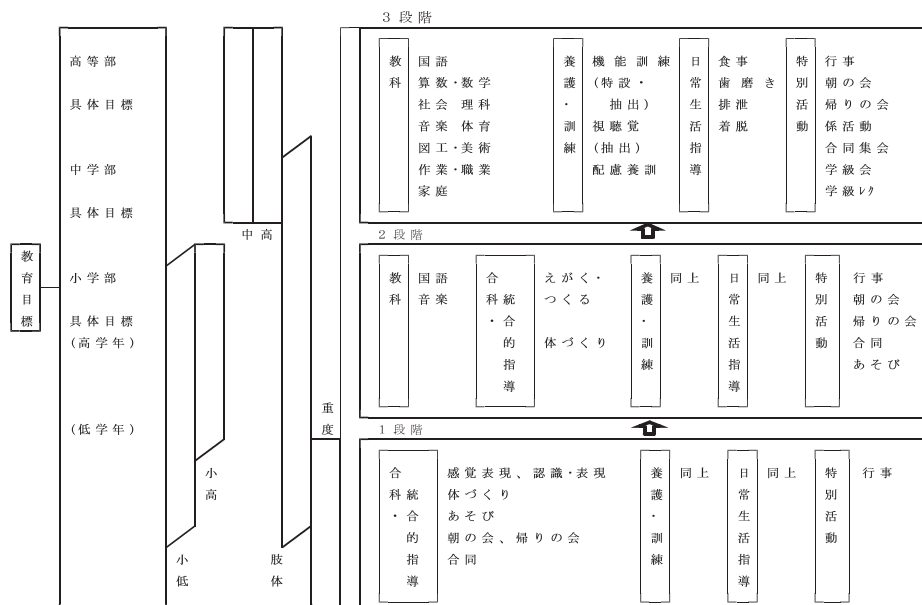 教育目標
高等部
具体目標
中学部
具体目標
小学部
具体目標
(高学年)
(低学年)
小低
小高
中高
肢体
重度
3段階
教科
国語
算数・数学
社会 理科
音楽 体育
図工・美術
作業・職業
家庭
養護・訓練
機能訓練
(特設・
抽出)
視聴覚
(抽出)
配慮養訓
日常生活指導
食事
歯磨き
排泄
着脱
特別活動
行事
朝の会
帰りの会
係活動
合同集会
学級会
学級レク
2段階
教科
国語
音楽
合科・
統合的指導
えがく・
つくる
体づくり
養護・訓練
同上
日常生活指導
同上
特別活動
行事
朝の会
帰りの会
合同
あそび
1段階
合科・
統合的指導
感覚表現、認識・表現
体づくり
あそび
朝の会、帰りの会
合同
養護・訓練
同上
日常生活指導
同上
特別活動
行事